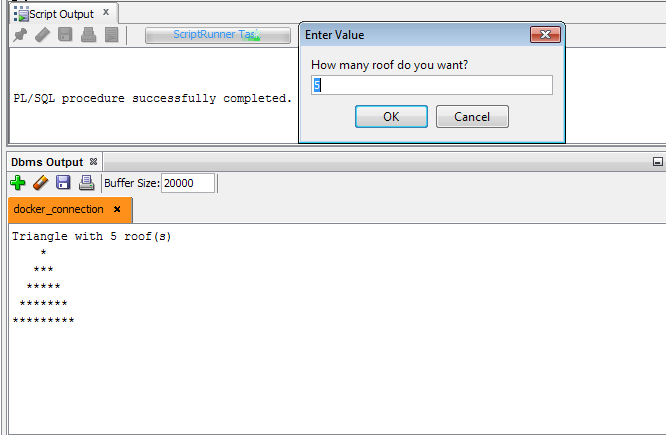 Script Output x
ScriptRunner Task
Enter Value
How many roof do you want?
5
OK Cancel
PL/SQL procedure successfully completed.
Dbms Output
Buffer Size: 20000
docker_connection
Triangle with 5 roof(s)
    *
   ***
  *****
 *******
*********